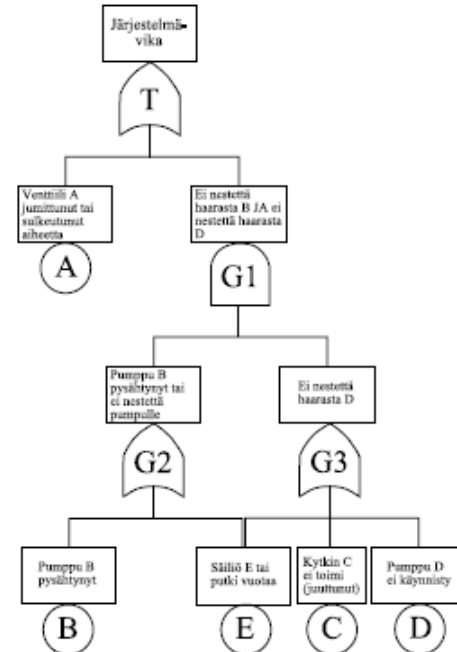 Järjestelmä-
vika
T
Venttiili A
jumittunut tai
sulkeutunut
aiheetta
A
Ei nestettä
haarasta B JA ei
nestettä haarasta
D
G1
Pumppu B
pysähtynyt tai
ei nestettä
pumpulle
G2
Ei nestettä
haarasta D
G3
Pumppu B
pysähtynyt
B
Säiliö E tai
putki vuotaa
E
Kytkin C
ei toimi
(juuttunut)
C
Pumppu D
ei käynnisty
D